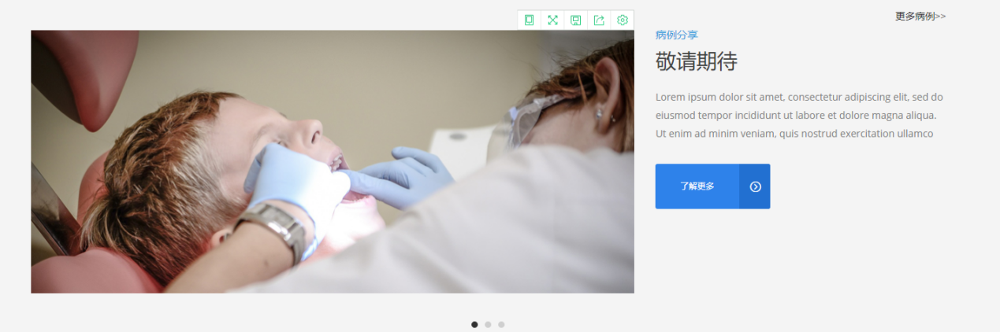 更多病例>>
病例分享
敬请期待
Lorem ipsum dolor sit amet, consectetur adipiscing elit, sed do
eiusmod tempor incididunt ut labore et dolore magna aliqua.
Ut enim ad minim veniam, quis nostrud exercitation ullamco
了解更多